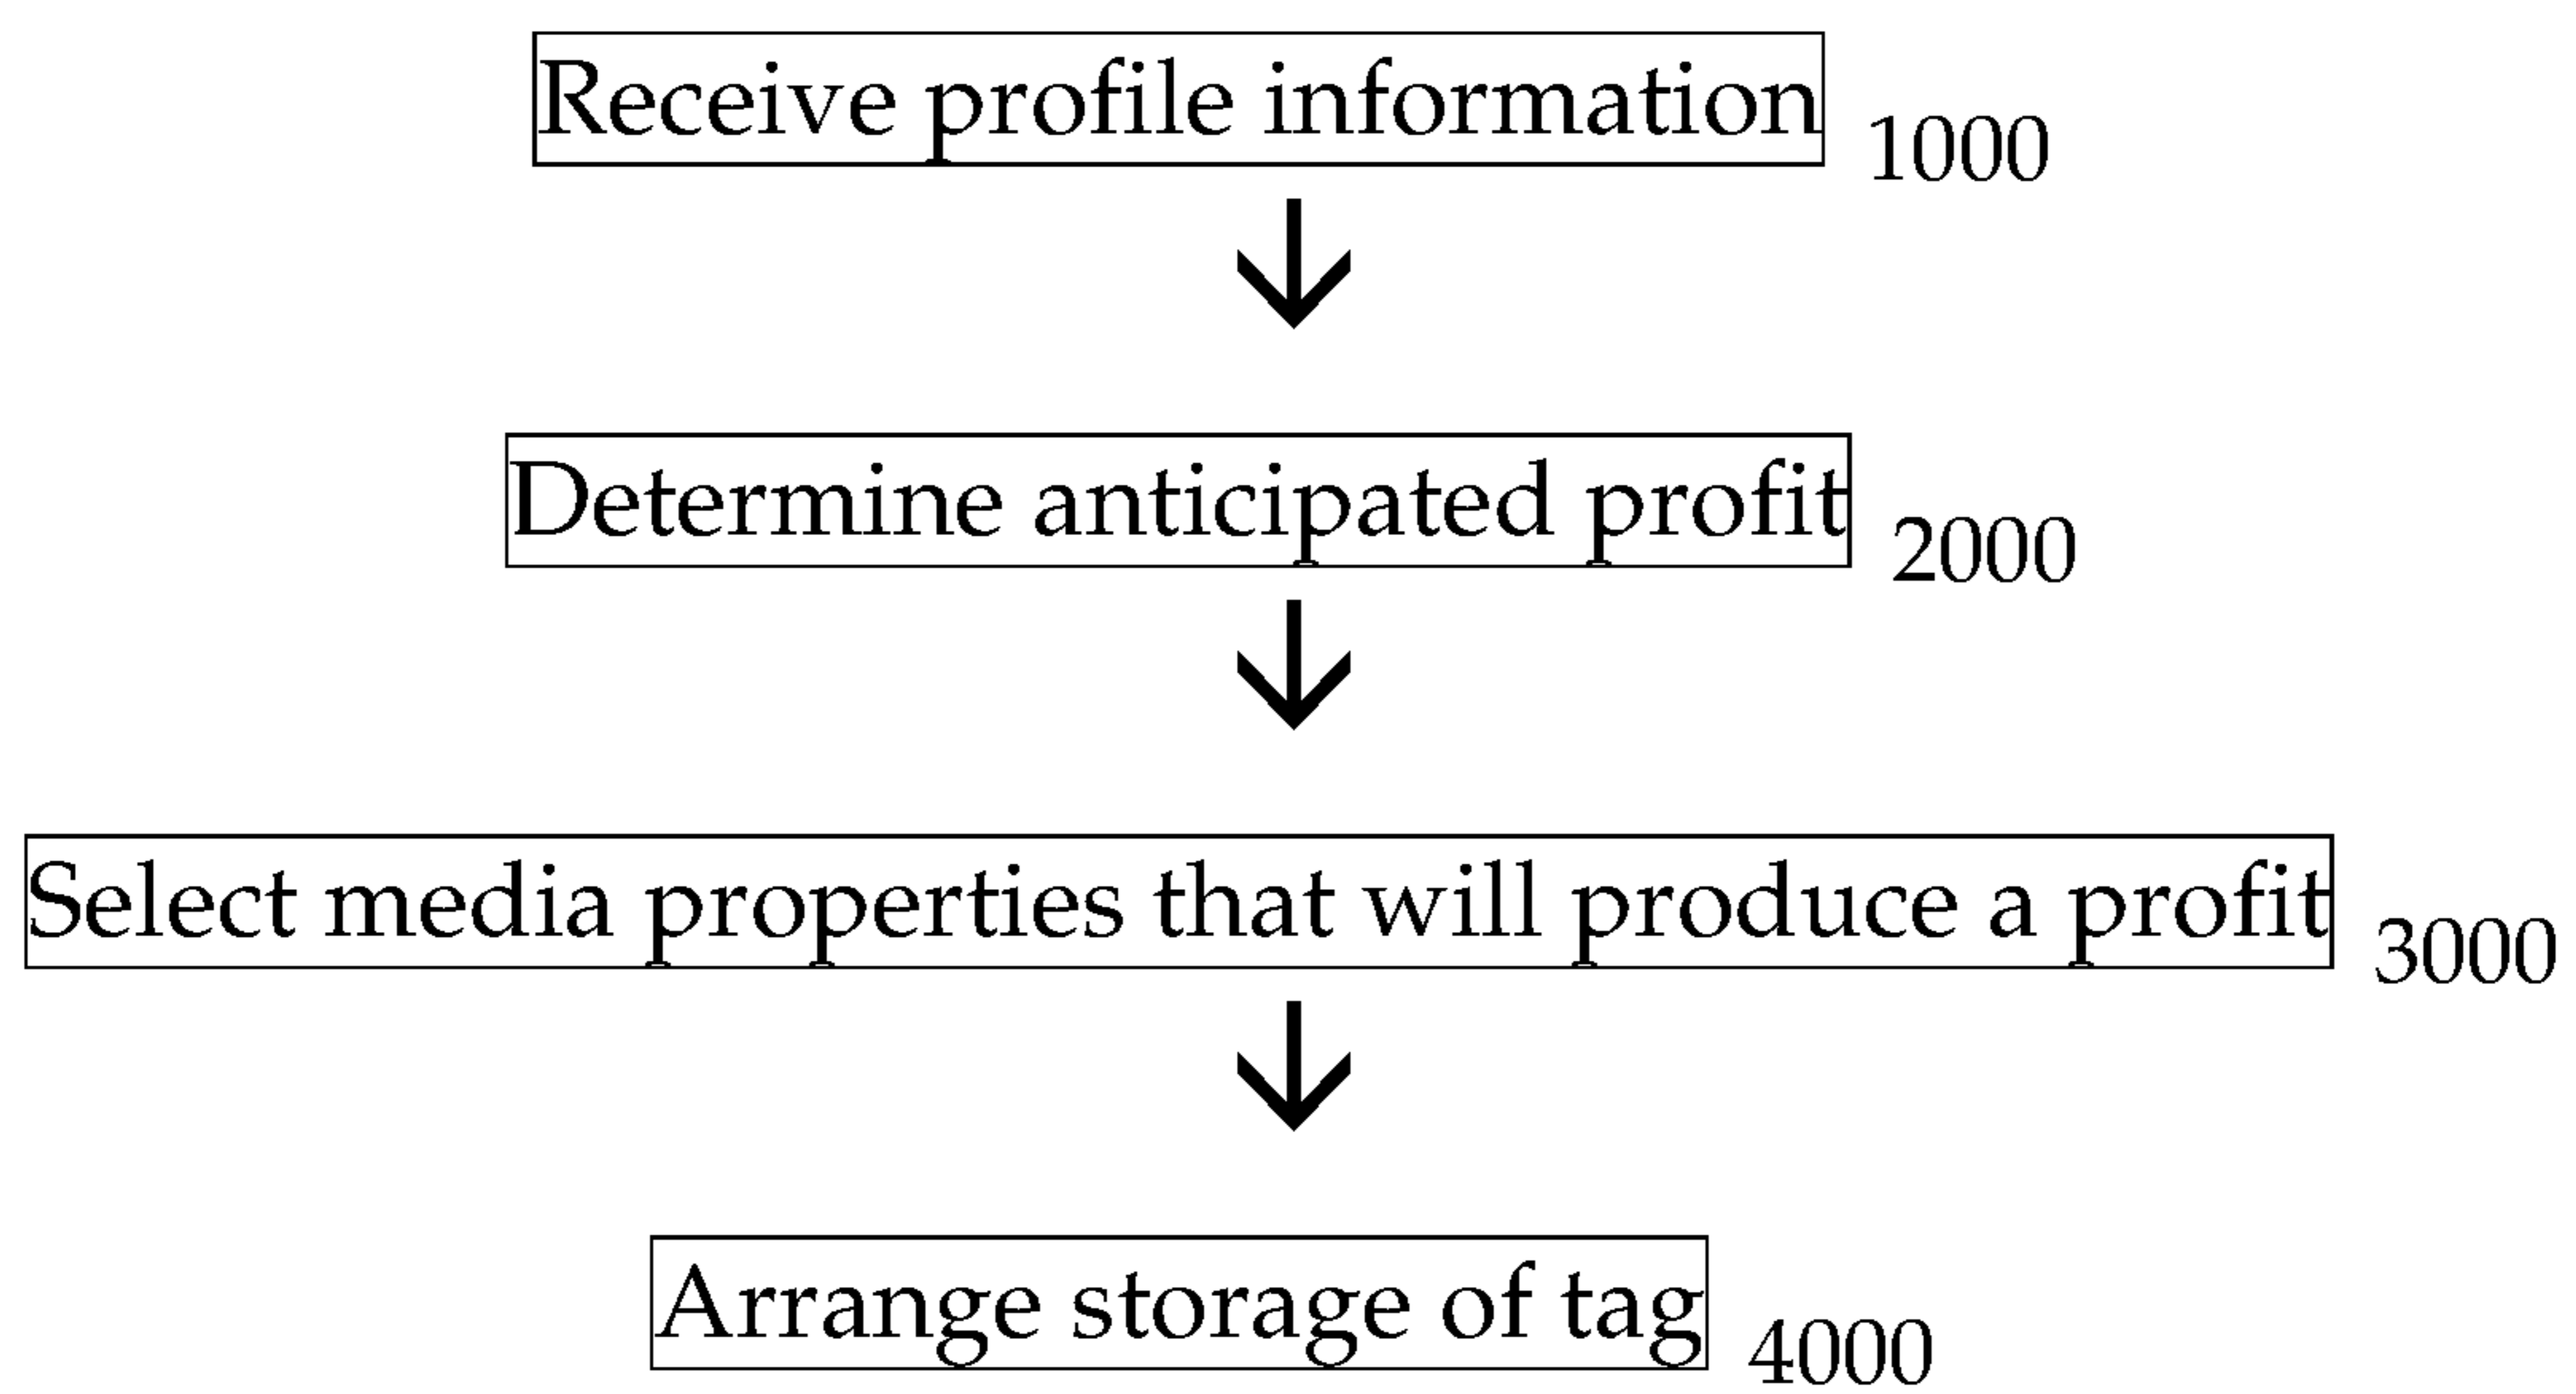 Receive profile information 1000
Determine anticipated profit 2000
Select media properties that will produce a profit 3000
Arrange storage of tag 4000